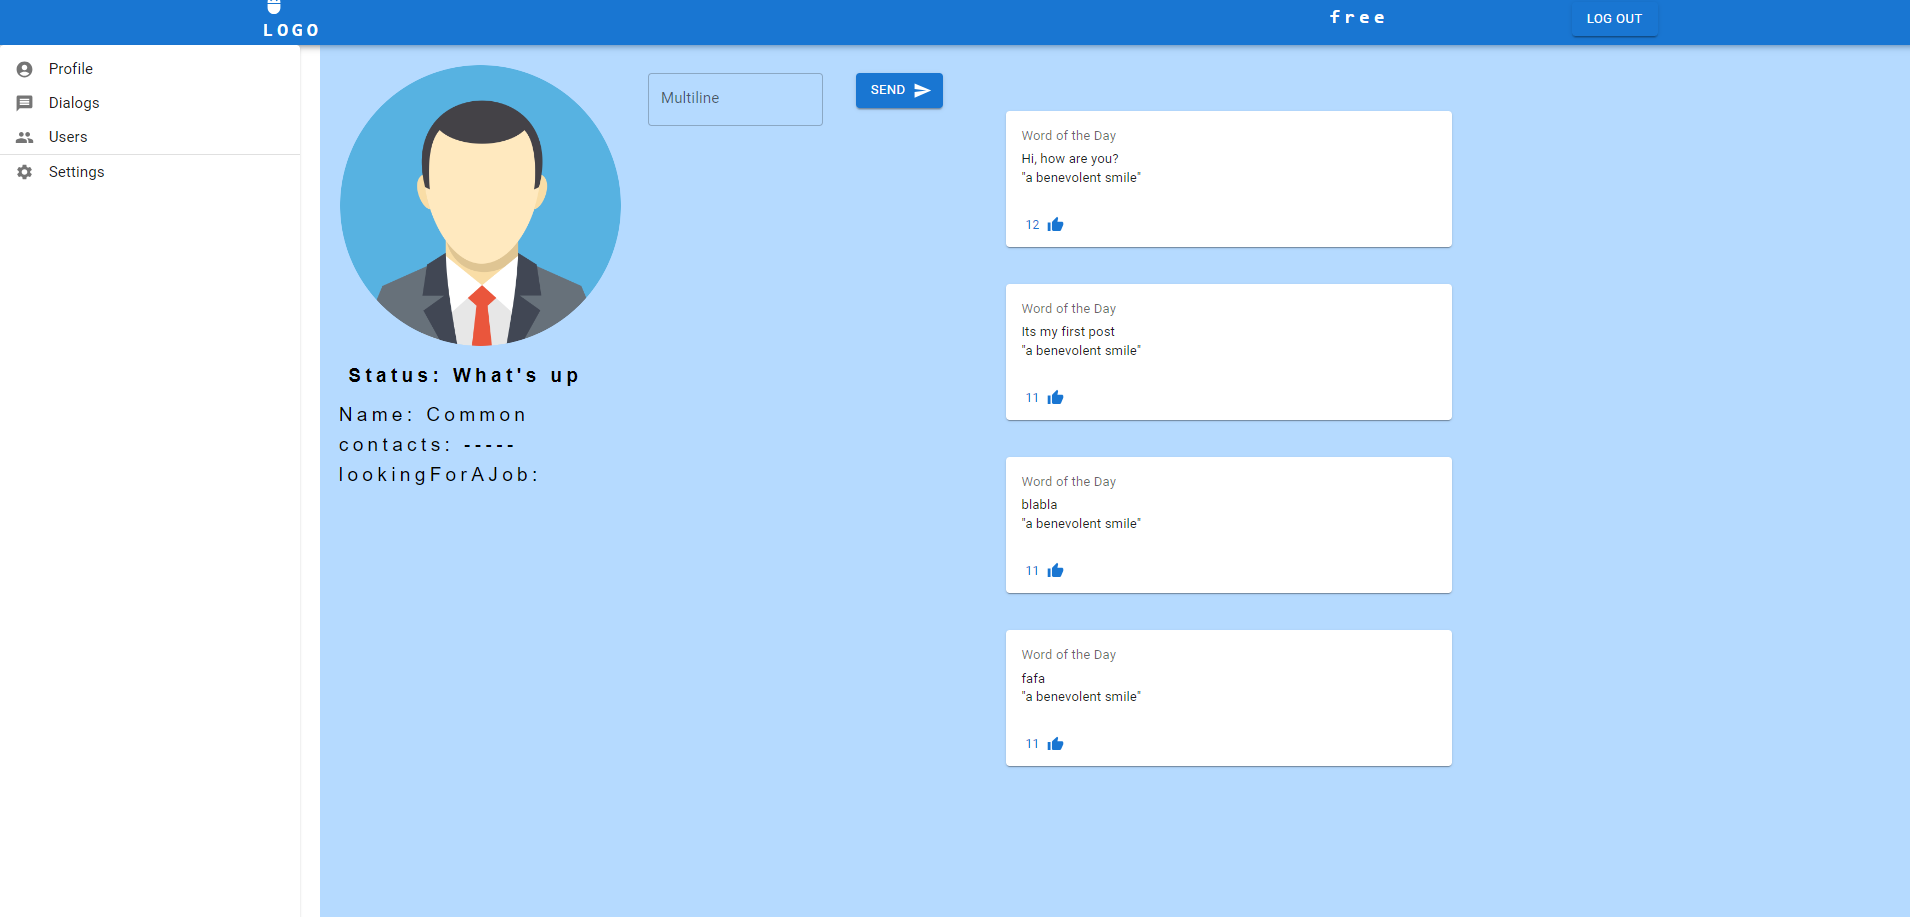 LOGO
free
LOG OUT
Profile
Dialogs
Users
Settings
Status: What's up
Name: Common
contacts: -----
lookingForAJob:
Multiline
SEND
Word of the Day
Hi, how are you?
"a benevolent smile"
12
Word of the Day
Its my first post
"a benevolent smile"
11
Word of the Day
blabla
"a benevolent smile"
11
Word of the Day
fafa
"a benevolent smile"
11